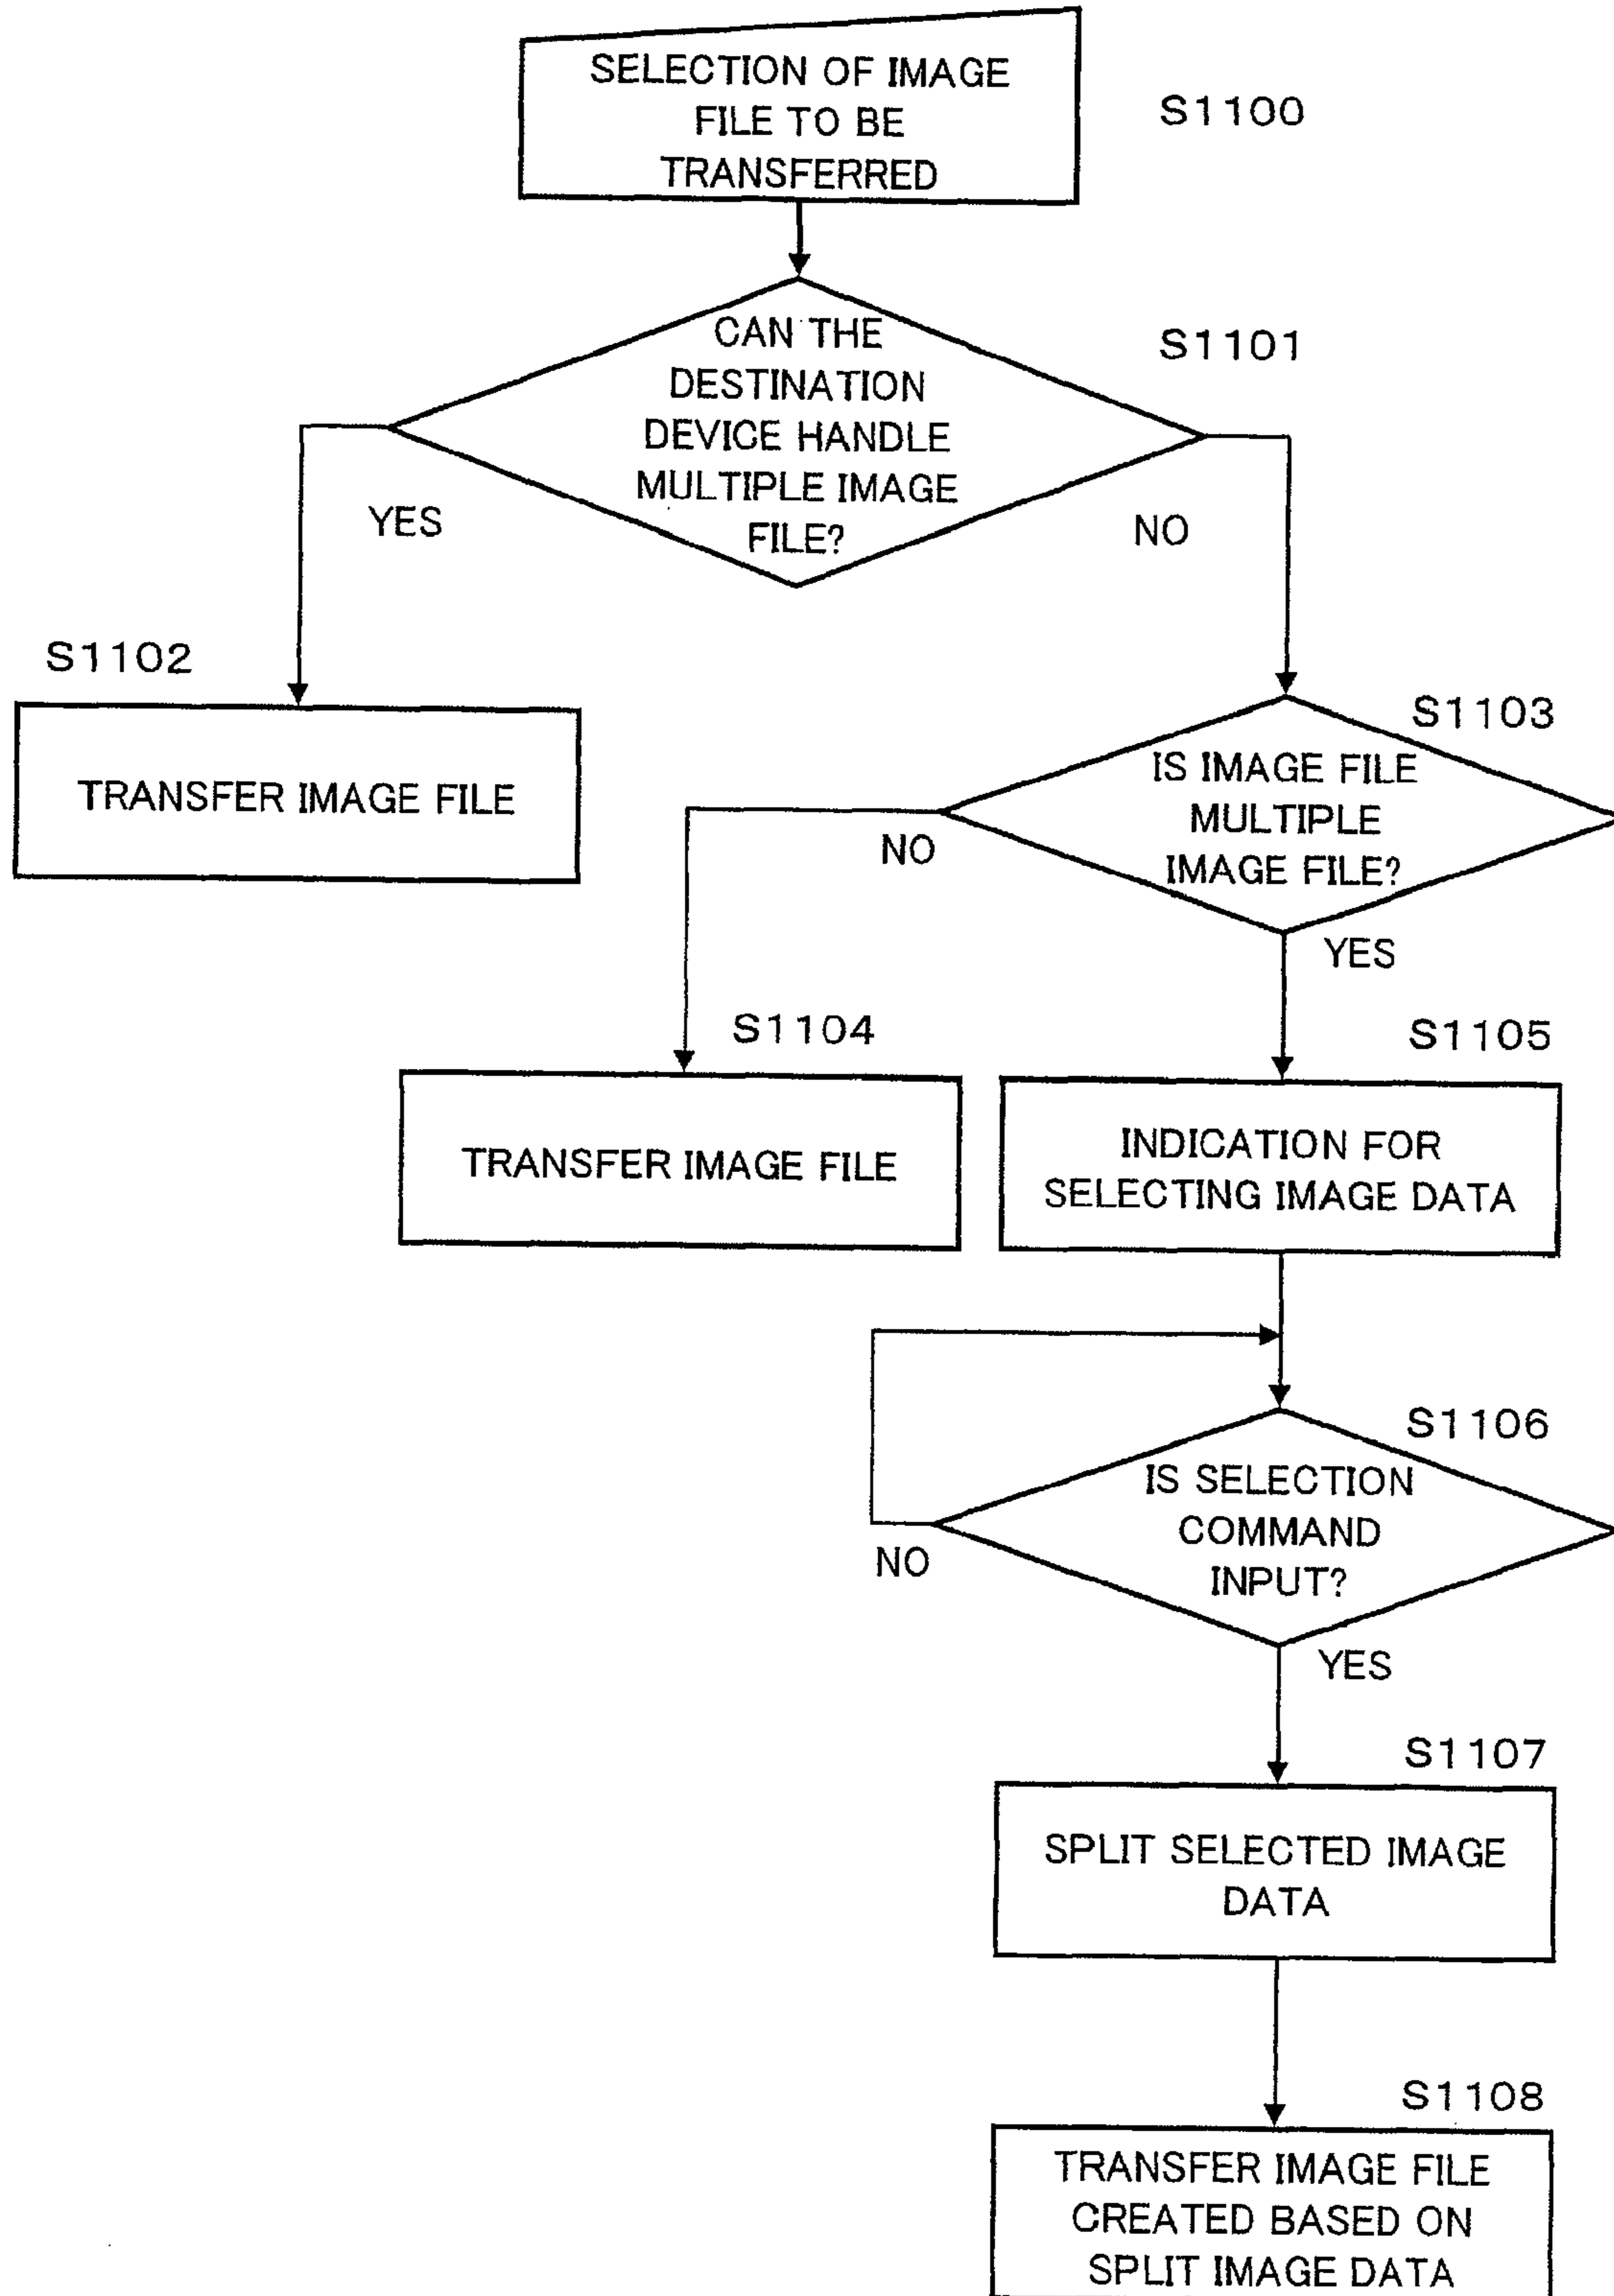 SELECTION OF IMAGE
FILE TO BE
TRANSFERRED
S1100
CAN THE
DESTINATION
DEVICE HANDLE
MULTIPLE IMAGE
FILE?
S1101
YES
NO
S1102
TRANSFER IMAGE FILE
S1103
IS IMAGE FILE
MULTIPLE
IMAGE FILE?
NO
YES
S1104
TRANSFER IMAGE FILE
S1105
INDICATION FOR
SELECTING IMAGE DATA
S1106
IS SELECTION
COMMAND
INPUT?
NO
YES
S1107
SPLIT SELECTED IMAGE
DATA
S1108
TRANSFER IMAGE FILE
CREATED BASED ON
SPLIT IMAGE DATA